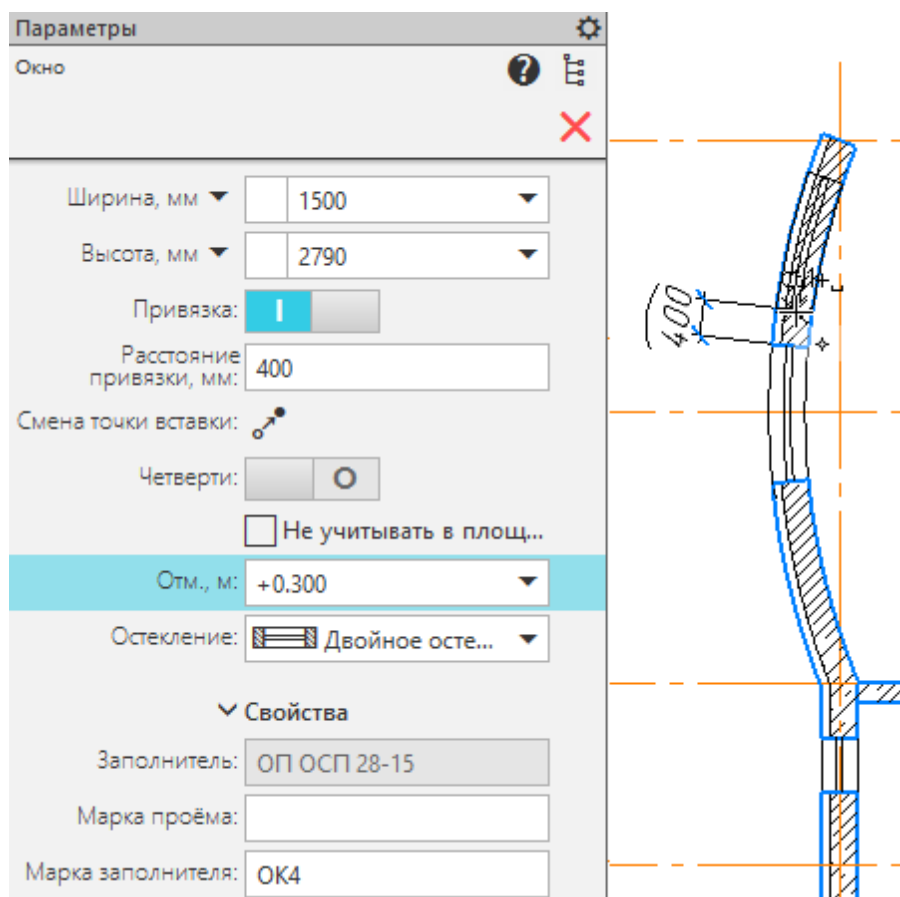 Параметры
Окно
Ширина, мм 1500
Высота, мм 2790
Привязка:
Расстояние
привязки, мм: 400
Смена точки вставки:
Четверти:
Не учитывать в площ...
Отм., м: +0.300
Остекление: Двойное осте...
Свойства
Заполнитель: ОП ОСП 28-15
Марка проёма:
Марка заполнителя: ОК4
400